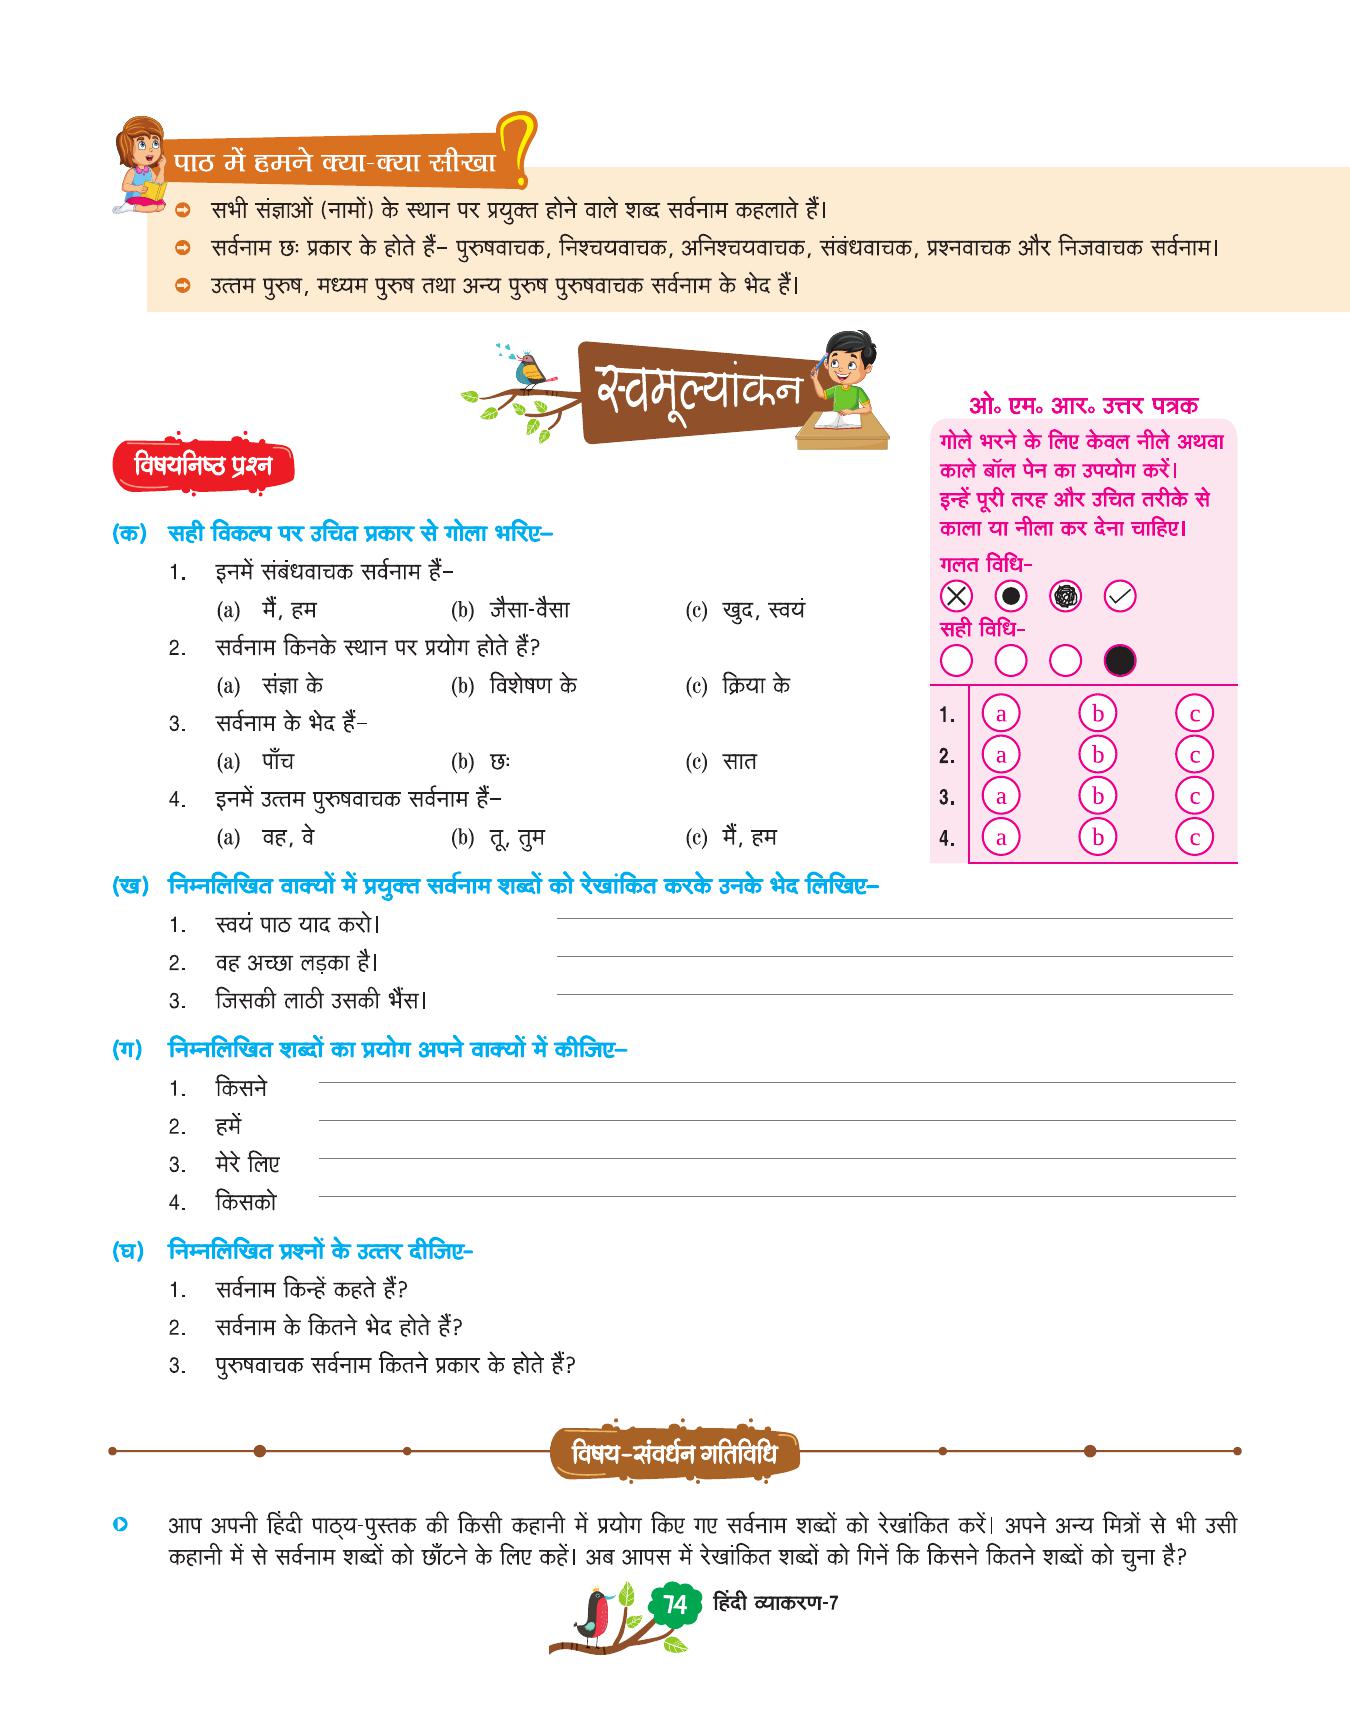 पाठ में हमने क्या-क्या सीखा ?
सभी संज्ञाओं (नामों) के स्थान पर प्रयुक्त होने वाले शब्द सर्वनाम कहलाते हैं।
सर्वनाम छः प्रकार के होते हैं– पुरुषवाचक, निश्चयवाचक, अनिश्चयवाचक, संबंधवाचक, प्रश्नवाचक और निजवाचक सर्वनाम।
उत्तम पुरुष, मध्यम पुरुष तथा अन्य पुरुष पुरुषवाचक सर्वनाम के भेद हैं।
स्वमूल्यांकन
विषयनिष्ठ प्रश्न
(क) सही विकल्प पर उचित प्रकार से गोला भरिए–
1. इनमें संबंधवाचक सर्वनाम हैं–
(a) मैं, हम (b) जैसा-वैसा (c) खुद, स्वयं
2. सर्वनाम किनके स्थान पर प्रयोग होते हैं?
(a) संज्ञा के (b) विशेषण के (c) क्रिया के
3. सर्वनाम के भेद हैं–
(a) पाँच (b) छः (c) सात
4. इनमें उत्तम पुरुषवाचक सर्वनाम हैं–
(a) वह, वे (b) तू, तुम (c) मैं, हम
ओ॰ एम॰ आर॰ उत्तर पत्रक
गोले भरने के लिए केवल नीले अथवा
काले बॉल पेन का उपयोग करें।
इन्हें पूरी तरह और उचित तरीके से
काला या नीला कर देना चाहिए।
गलत विधि–
सही विधि–
1. a b c
2. a b c
3. a b c
4. a b c
(ख) निम्नलिखित वाक्यों में प्रयुक्त सर्वनाम शब्दों को रेखांकित करके उनके भेद लिखिए–
1. स्वयं पाठ याद करो।
2. वह अच्छा लड़का है।
3. जिसकी लाठी उसकी भैंस।
(ग) निम्नलिखित शब्दों का प्रयोग अपने वाक्यों में कीजिए–
1. किसने
2. हमें
3. मेरे लिए
4. किसको
(घ) निम्नलिखित प्रश्नों के उत्तर दीजिए–
1. सर्वनाम किन्हें कहते हैं?
2. सर्वनाम के कितने भेद होते हैं?
3. पुरुषवाचक सर्वनाम कितने प्रकार के होते हैं?
विषय–संवर्धन गतिविधि
आप अपनी हिंदी पाठ्य-पुस्तक की किसी कहानी में प्रयोग किए गए सर्वनाम शब्दों को रेखांकित करें। अपने अन्य मित्रों से भी उसी
कहानी में से सर्वनाम शब्दों को छाँटने के लिए कहें। अब आपस में रेखांकित शब्दों को गिनें कि किसने कितने शब्दों को चुना है?
74 हिंदी व्याकरण-7